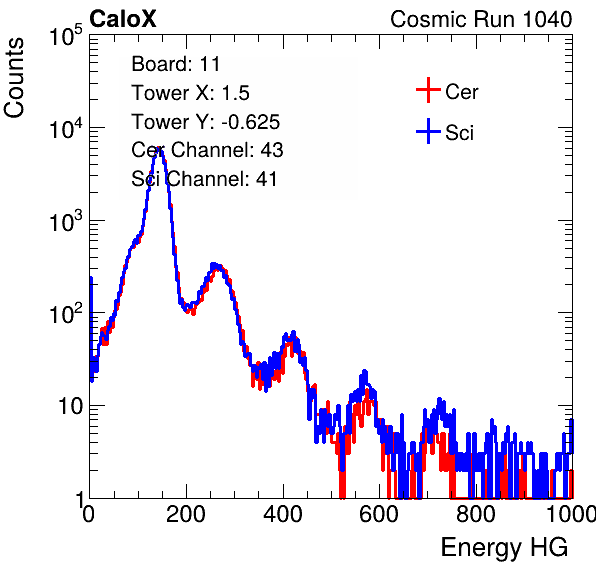 CaloX
Cosmic Run 1040
Counts
Board: 11
Tower X: 1.5
Tower Y: -0.625
Cer Channel: 43
Sci Channel: 41
Cer
Sci
10^5
10^4
10^3
10^2
10
1
0 200 400 600 800 1000
Energy HG